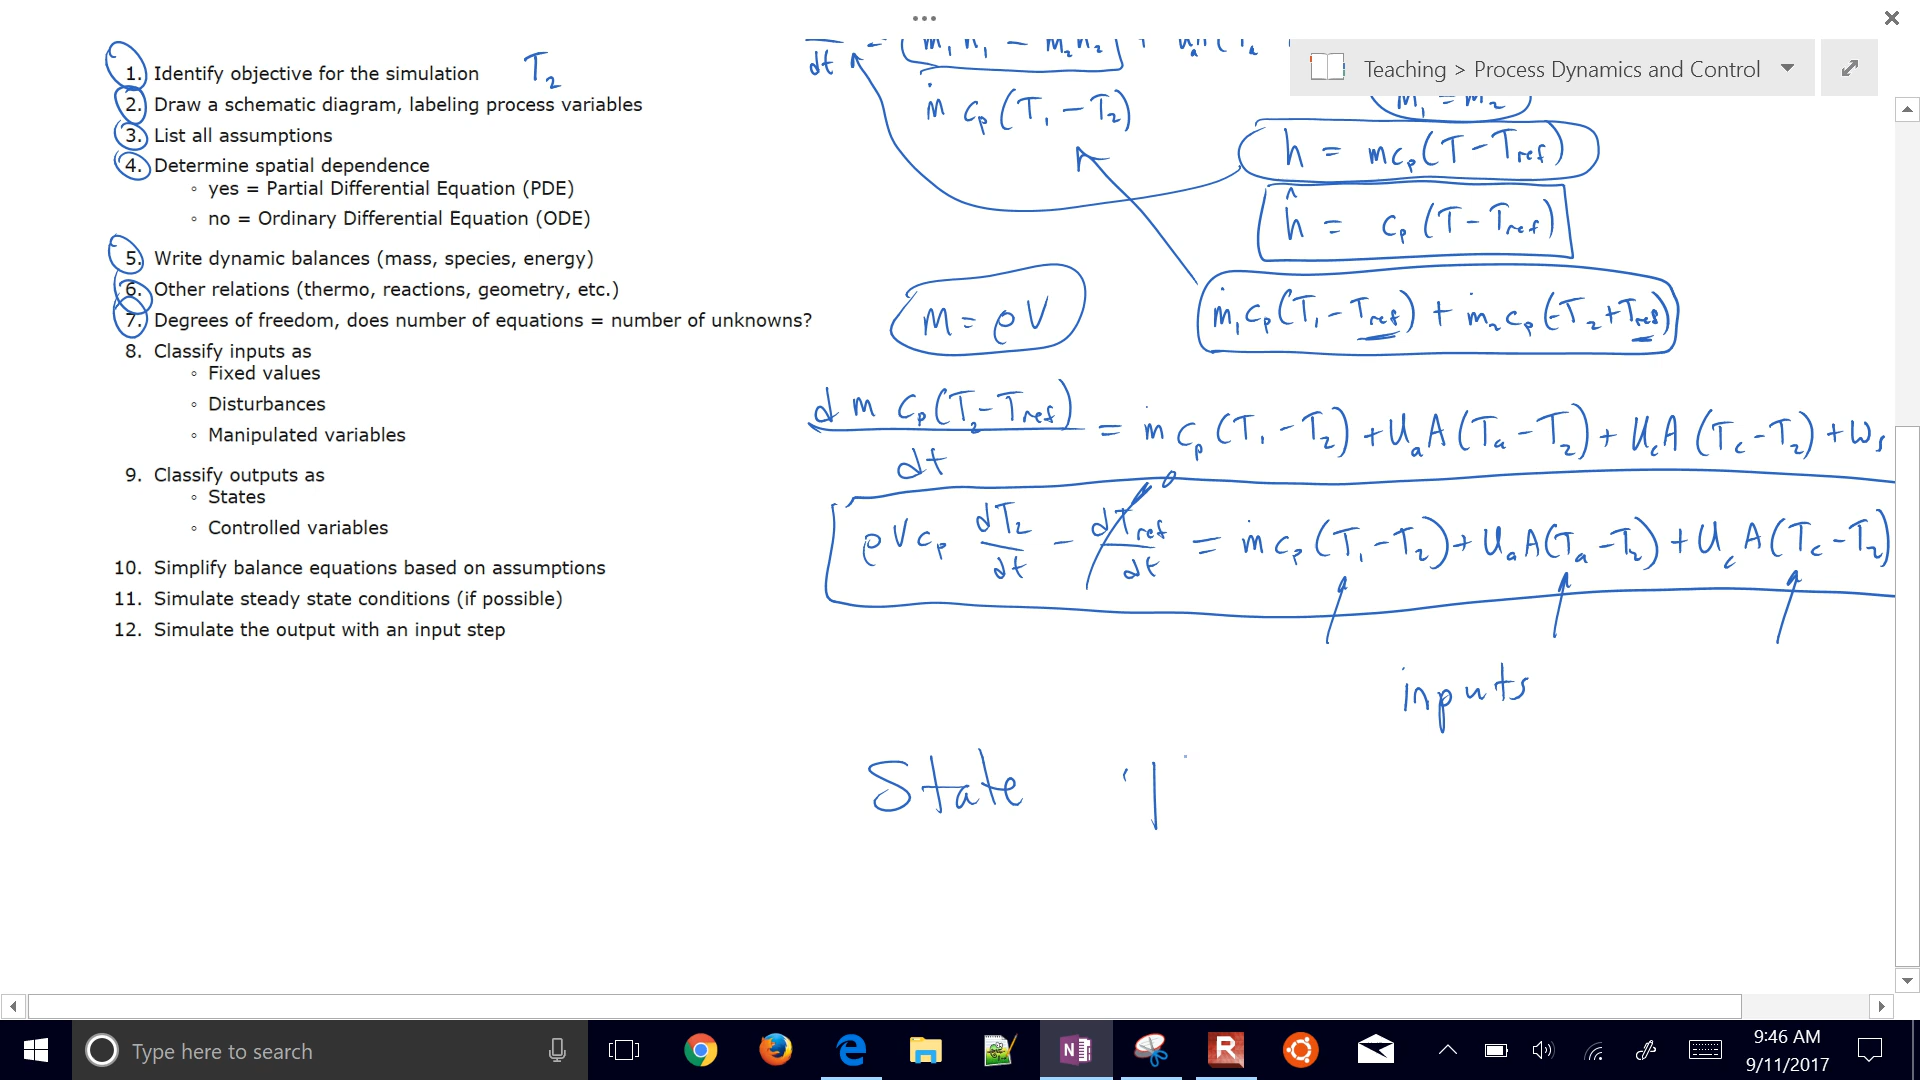 1. Identify objective for the simulation T₂
2. Draw a schematic diagram, labeling process variables
3. List all assumptions
4. Determine spatial dependence
◦ yes = Partial Differential Equation (PDE)
◦ no = Ordinary Differential Equation (ODE)
5. Write dynamic balances (mass, species, energy)
6. Other relations (thermo, reactions, geometry, etc.)
7. Degrees of freedom, does number of equations = number of unknowns?
8. Classify inputs as
◦ Fixed values
◦ Disturbances
◦ Manipulated variables
9. Classify outputs as
◦ States
◦ Controlled variables
10. Simplify balance equations based on assumptions
11. Simulate steady state conditions (if possible)
12. Simulate the output with an input step
Teaching > Process Dynamics and Control
dt
ṁ cₚ (T₁ - T₂)
h = mcₚ(T - Tref)
ĥ = cₚ (T - Tref)
ṁ₁cₚ(T₁ - Tref) + ṁ₂cₚ(-T₂ + Tref)
m = ρV
d m cₚ(T₂ - Tref)
dt
= ṁ cₚ (T₁ - T₂) + UₐA(Tₐ - T₂) + U꜀A (T꜀ - T₂) + Ws
ρVcₚ dT₂/dt - dTref/dt = ṁ cₚ (T₁ - T₂) + UₐA(Tₐ - T₂) + U꜀A(T꜀ - T₂)
0
inputs
State
Type here to search
9:46 AM
9/11/2017